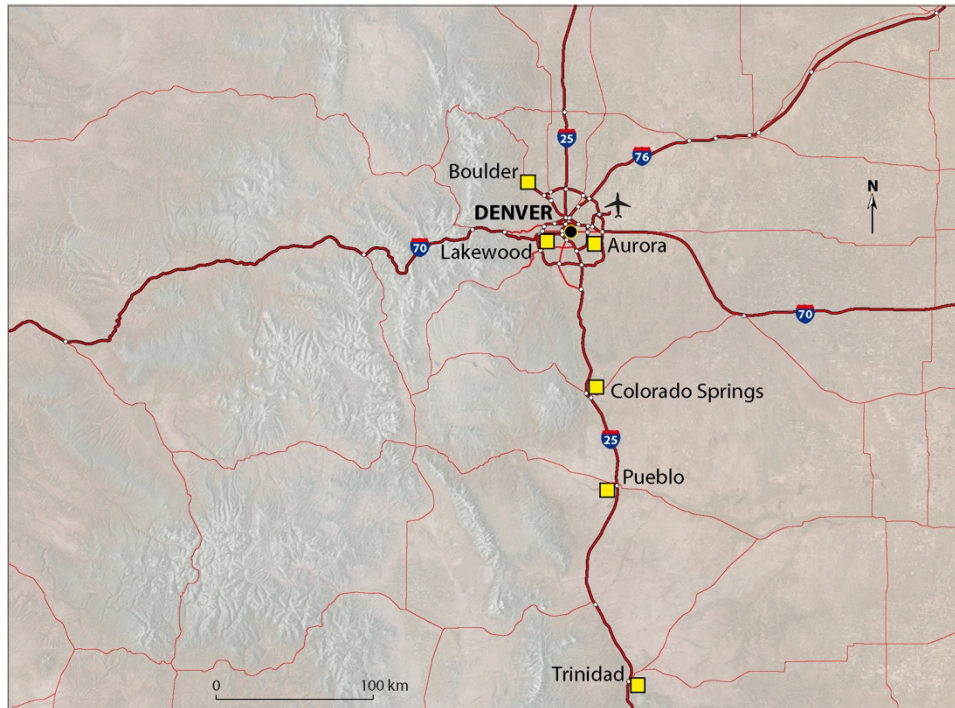 25
76
Boulder
N
DENVER
70
Lakewood
Aurora
70
Colorado Springs
25
Pueblo
Trinidad
0
100 km